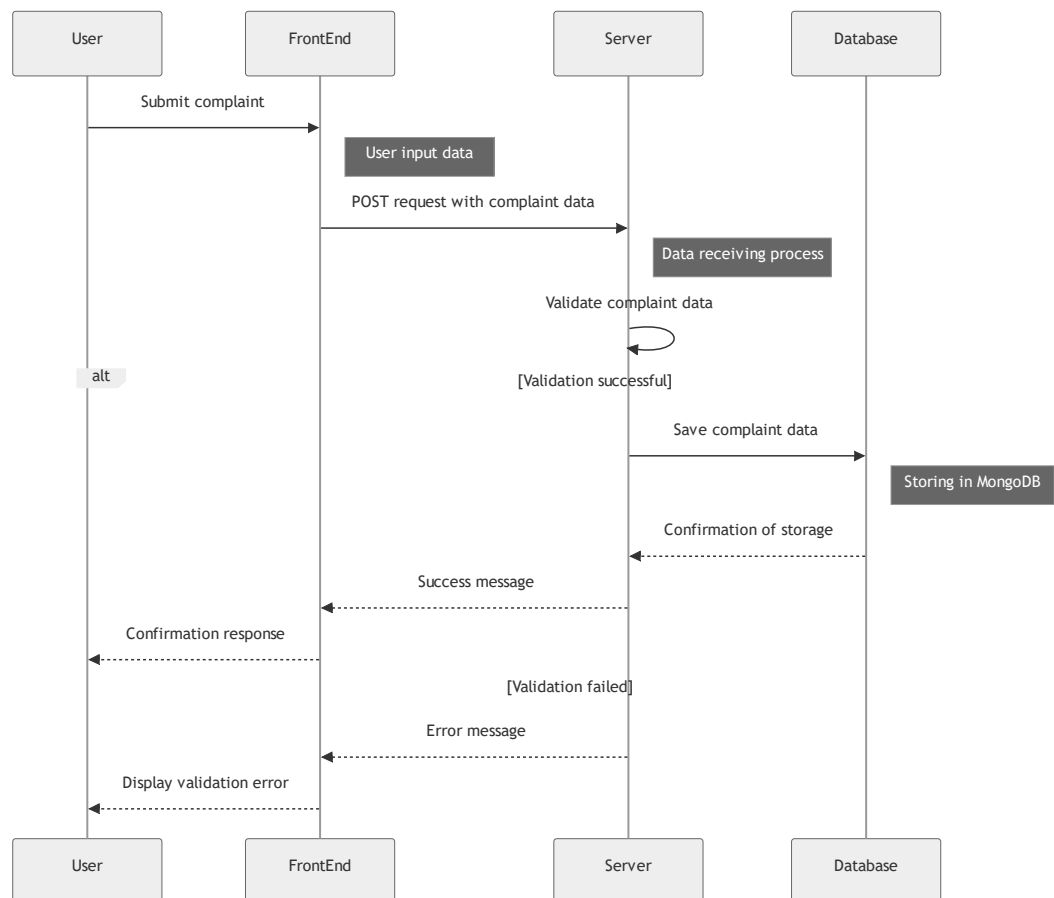 User
FrontEnd
Server
Database
Submit complaint
User input data
POST request with complaint data
Data receiving process
Validate complaint data
alt
[Validation successful]
Save complaint data
Storing in MongoDB
Confirmation of storage
Success message
Confirmation response
[Validation failed]
Error message
Display validation error
User
FrontEnd
Server
Database